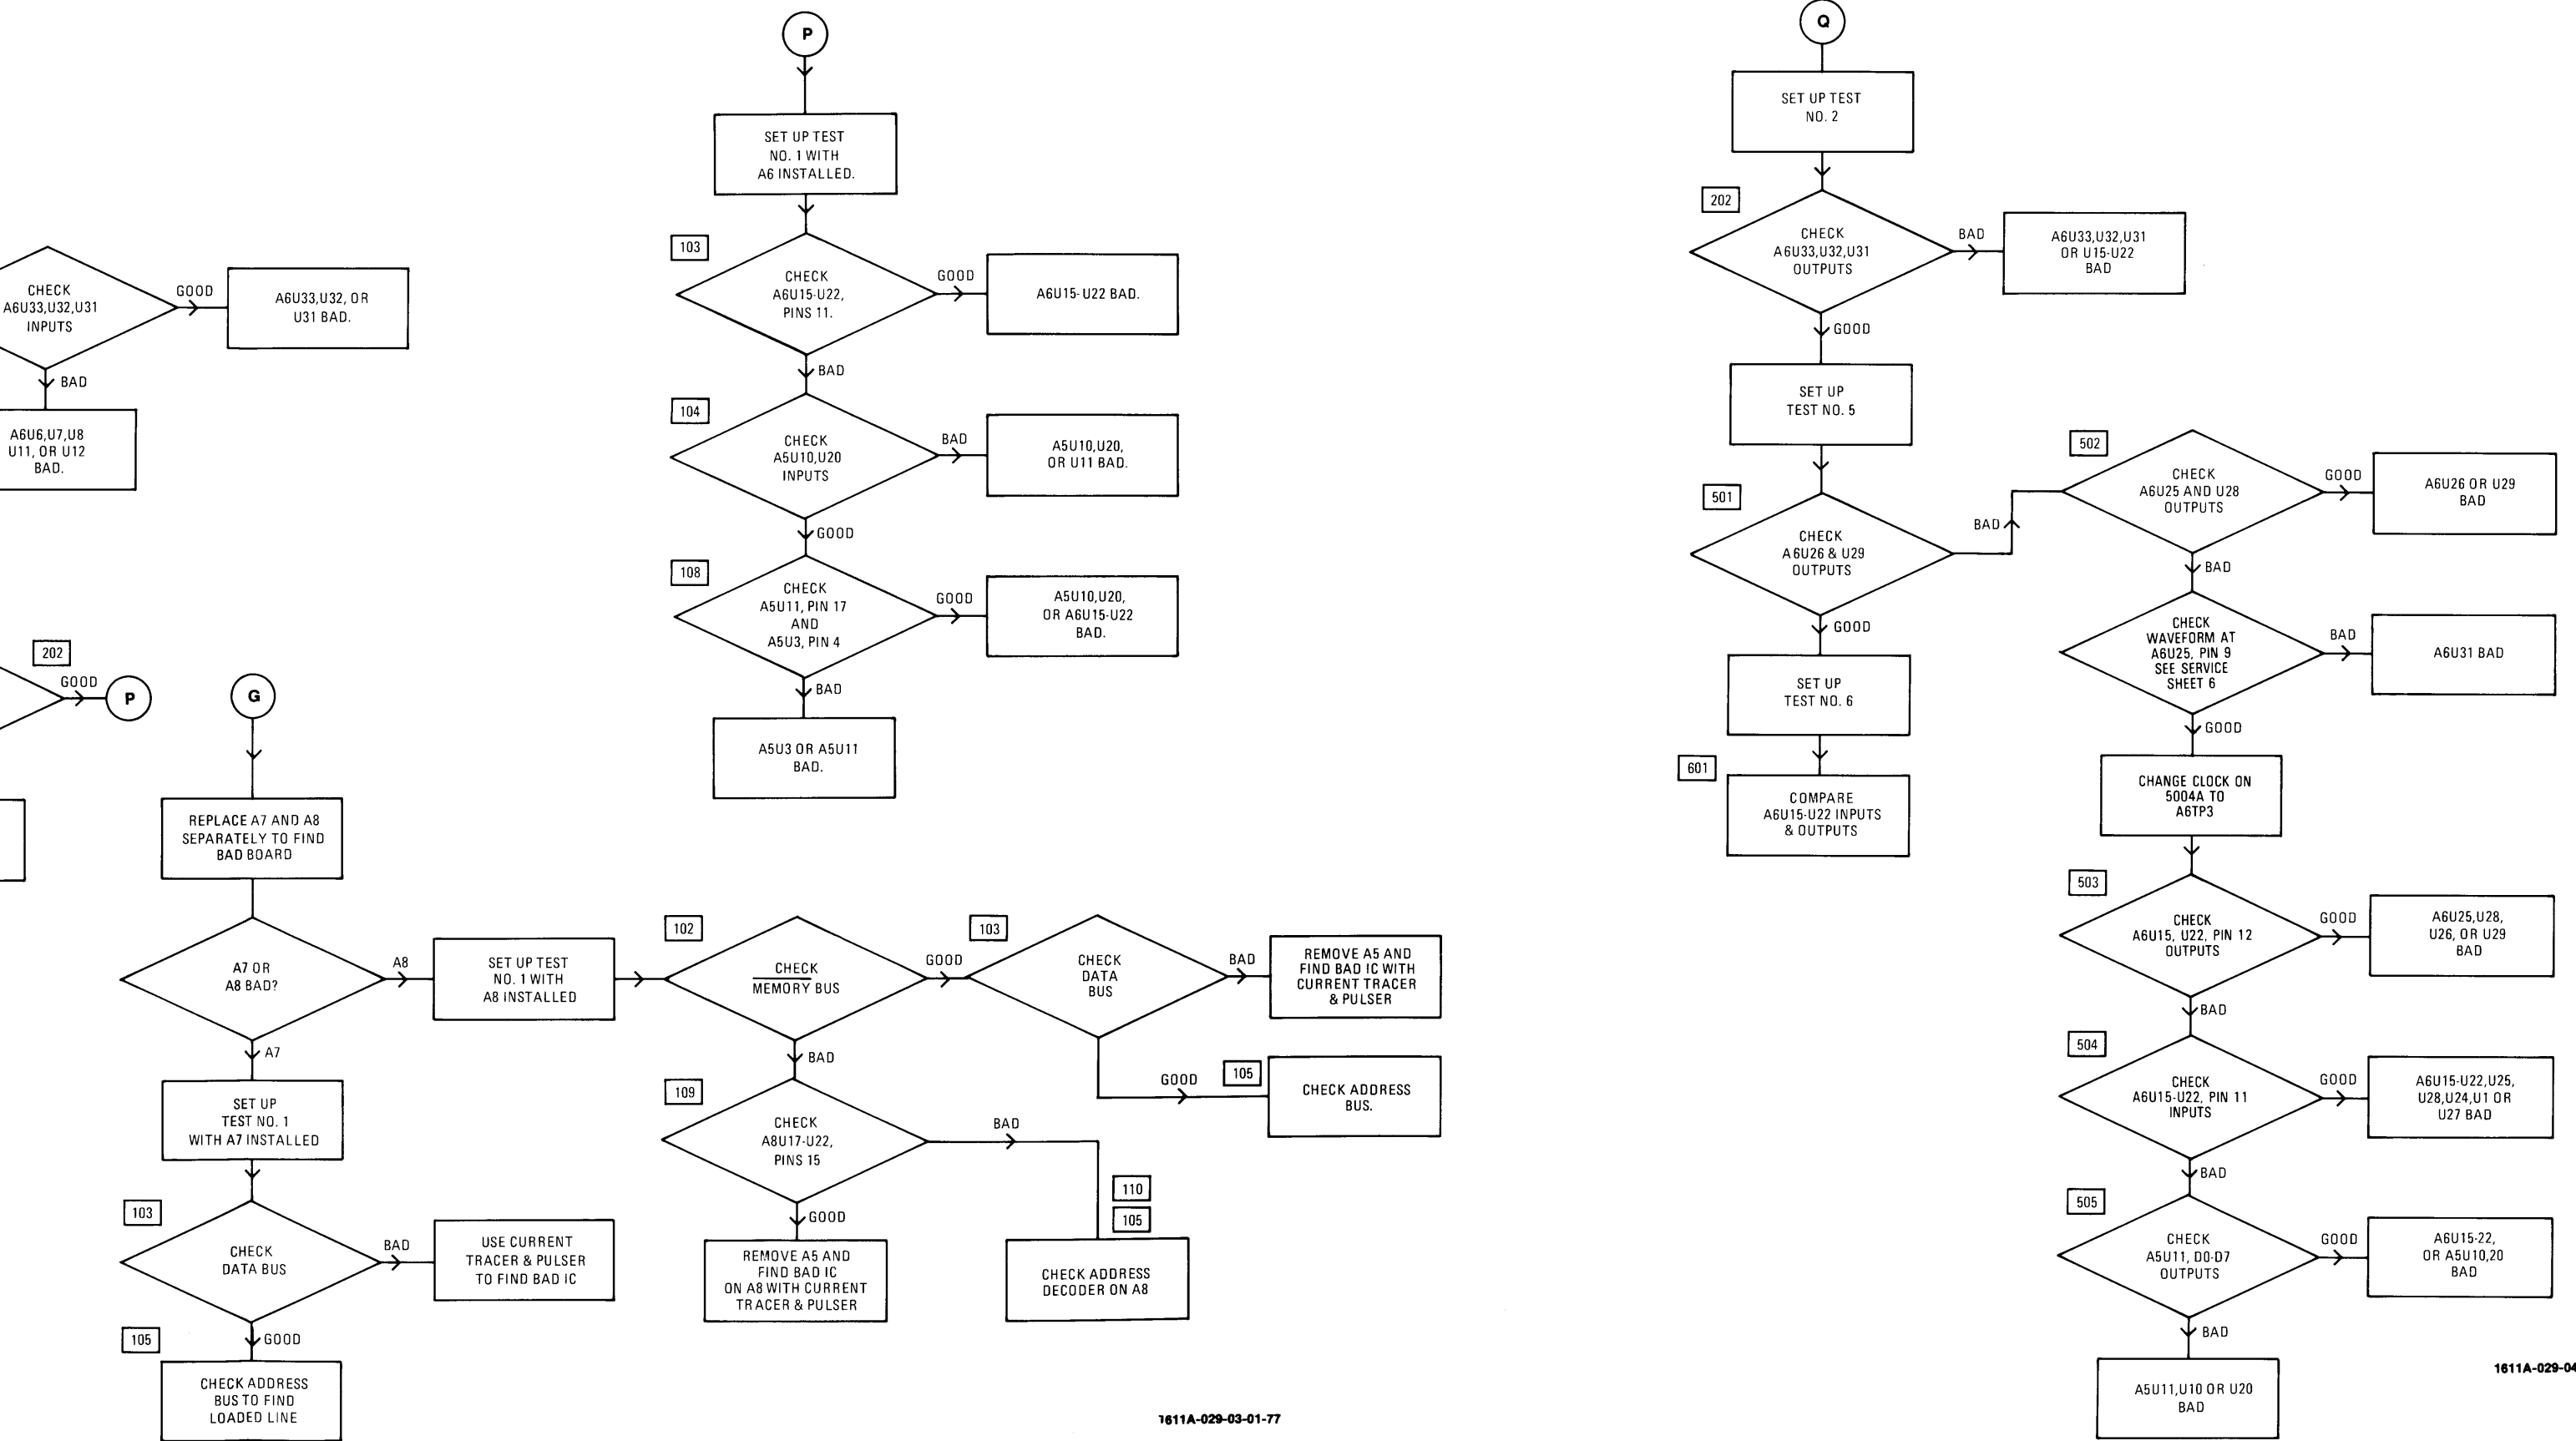 CHECK
A6U33,U32,U31
INPUTS
GOOD
A6U33,U32, OR
U31 BAD.
BAD
A6U6,U7,U8
U11, OR U12
BAD.
202
GOOD
P
P
SET UP TEST
NO. 1 WITH
A6 INSTALLED.
103
CHECK
A6U15-U22,
PINS 11.
GOOD
A6U15-U22 BAD.
BAD
104
CHECK
A5U10,U20
INPUTS
BAD
A5U10,U20,
OR U11 BAD.
GOOD
108
CHECK
A5U11, PIN 17
AND
A5U3, PIN 4
GOOD
A5U10,U20,
OR A6U15-U22
BAD.
BAD
A5U3 OR A5U11
BAD.
G
REPLACE A7 AND A8
SEPARATELY TO FIND
BAD BOARD
A7 OR
A8 BAD?
A8
SET UP TEST
NO. 1 WITH
A8 INSTALLED
A7
SET UP
TEST NO. 1
WITH A7 INSTALLED
103
CHECK
DATA BUS
BAD
USE CURRENT
TRACER & PULSER
TO FIND BAD IC
105
GOOD
CHECK ADDRESS
BUS TO FIND
LOADED LINE
102
CHECK
MEMORY BUS
GOOD
103
CHECK
DATA
BUS
BAD
REMOVE A5 AND
FIND BAD IC WITH
CURRENT TRACER
& PULSER
GOOD
105
CHECK ADDRESS
BUS.
BAD
109
CHECK
A8U17-U22,
PINS 15
BAD
110
105
CHECK ADDRESS
DECODER ON A8
GOOD
REMOVE A5 AND
FIND BAD IC
ON A8 WITH CURRENT
TRACER & PULSER
1611A-029-03-01-77
Q
SET UP TEST
NO. 2
202
CHECK
A6U33,U32,U31
OUTPUTS
BAD
A6U33,U32,U31
OR U15-U22
BAD
GOOD
SET UP
TEST NO. 5
501
CHECK
A6U26 & U29
OUTPUTS
BAD
GOOD
SET UP
TEST NO. 6
601
COMPARE
A6U15-U22 INPUTS
& OUTPUTS
502
CHECK
A6U25 AND U28
OUTPUTS
GOOD
A6U26 OR U29
BAD
BAD
CHECK
WAVEFORM AT
A6U25, PIN 9
SEE SERVICE
SHEET 6
BAD
A6U31 BAD
GOOD
CHANGE CLOCK ON
5004A TO
A6TP3
503
CHECK
A6U15, U22, PIN 12
OUTPUTS
GOOD
A6U25,U28,
U26, OR U29
BAD
BAD
504
CHECK
A6U15-U22, PIN 11
INPUTS
GOOD
A6U15-U22,U25,
U28,U24,U1 OR
U27 BAD
BAD
505
CHECK
A5U11, D0-D7
OUTPUTS
GOOD
A6U15-22,
OR A5U10,20
BAD
BAD
A5U11,U10 OR U20
BAD
1611A-029-04